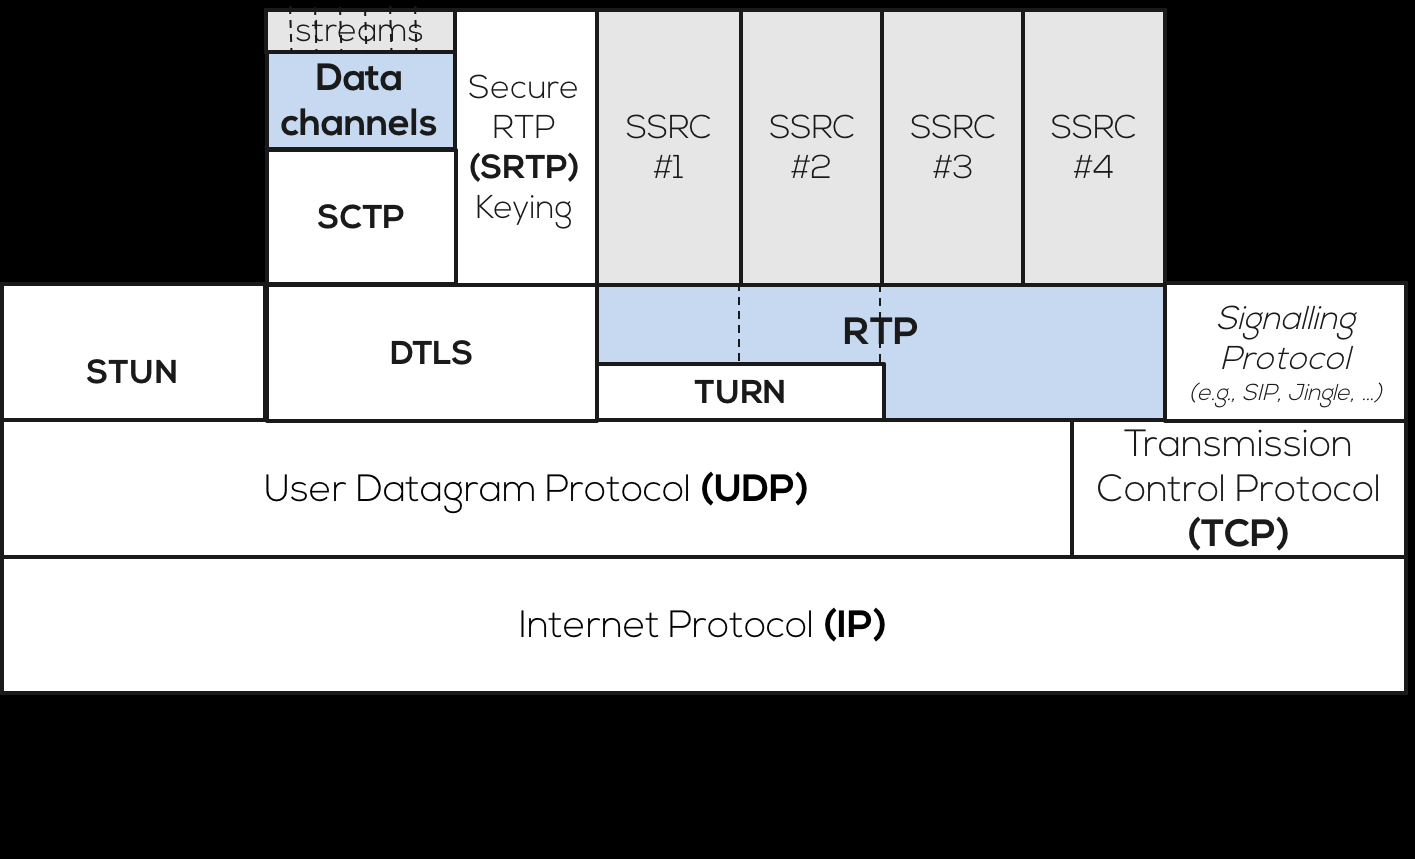 streams
Data
channels
SCTP
Secure
RTP
(SRTP)
Keying
SSRC
#1
SSRC
#2
SSRC
#3
SSRC
#4
STUN
DTLS
RTP
TURN
Signalling
Protocol
(e.g., SIP, Jingle, ...)
User Datagram Protocol (UDP)
Transmission
Control Protocol
(TCP)
Internet Protocol (IP)